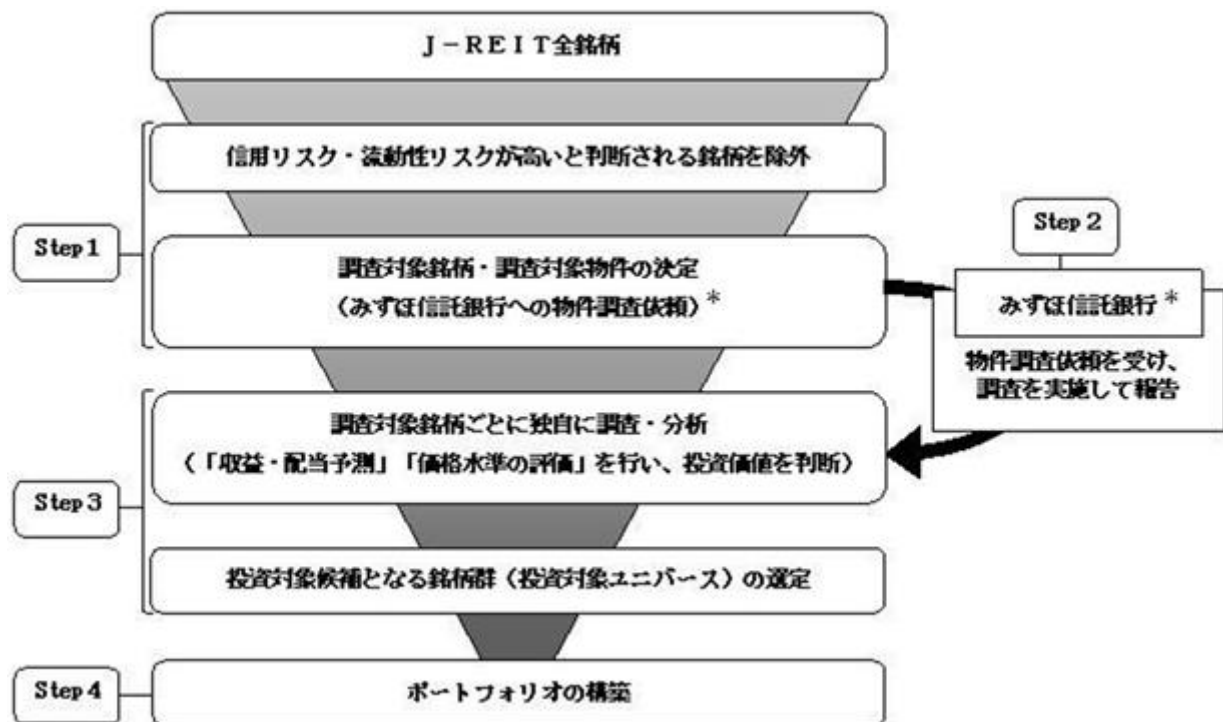 J－REIT全銘柄
信用リスク・流動性リスクが高いと判断される銘柄を除外
Step1
調査対象銘柄・調査対象物件の決定
（みずほ信託銀行への物件調査依頼）*
Step2
みずほ信託銀行*
物件調査依頼を受け、
調査を実施して報告
Step3
調査対象銘柄ごとに独自に調査・分析
（「収益・配当予測」「価格水準の評価」を行い、投資価値を判断）
投資対象候補となる銘柄群（投資対象ユニバース）の選定
Step4
ポートフォリオの構築